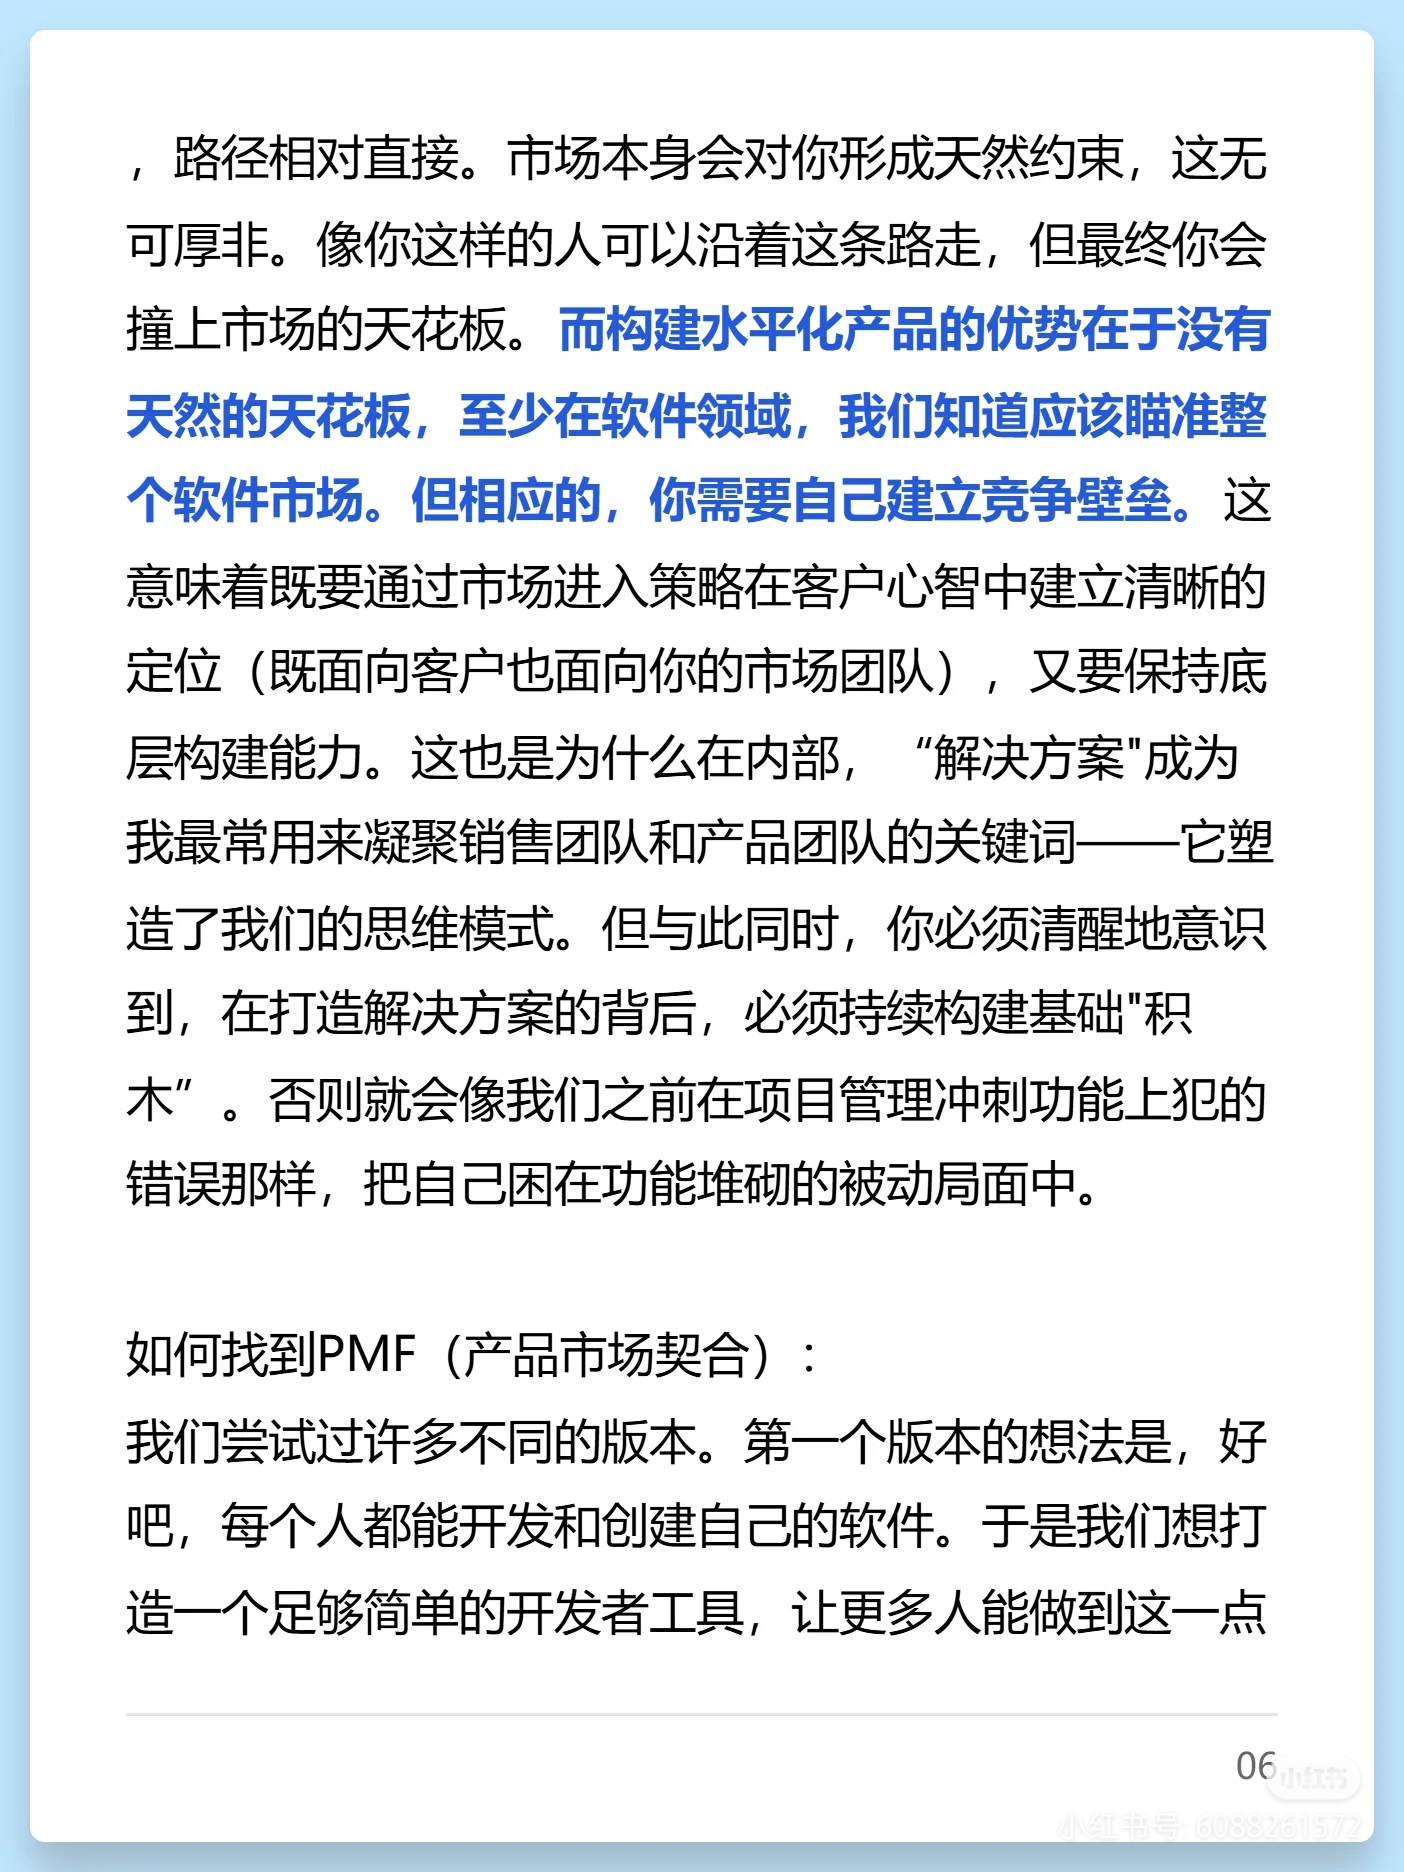 ，路径相对直接。市场本身会对你形成天然约束，这无
可厚非。像你这样的人可以沿着这条路走，但最终你会
撞上市场的天花板。而构建水平化产品的优势在于没有
天然的天花板，至少在软件领域，我们知道应该瞄准整
个软件市场。但相应的，你需要自己建立竞争壁垒。这
意味着既要通过市场进入策略在客户心智中建立清晰的
定位（既面向客户也面向你的市场团队），又要保持底
层构建能力。这也是为什么在内部，“解决方案"成为
我最常用来凝聚销售团队和产品团队的关键词——它塑
造了我们的思维模式。但与此同时，你必须清醒地意识
到，在打造解决方案的背后，必须持续构建基础"积
木”。否则就会像我们之前在项目管理冲刺功能上犯的
错误那样，把自己困在功能堆砌的被动局面中。
如何找到PMF（产品市场契合）：
我们尝试过许多不同的版本。第一个版本的想法是，好
吧，每个人都能开发和创建自己的软件。于是我们想打
造一个足够简单的开发者工具，让更多人能做到这一点
06
小红书
小红书号 6088261572